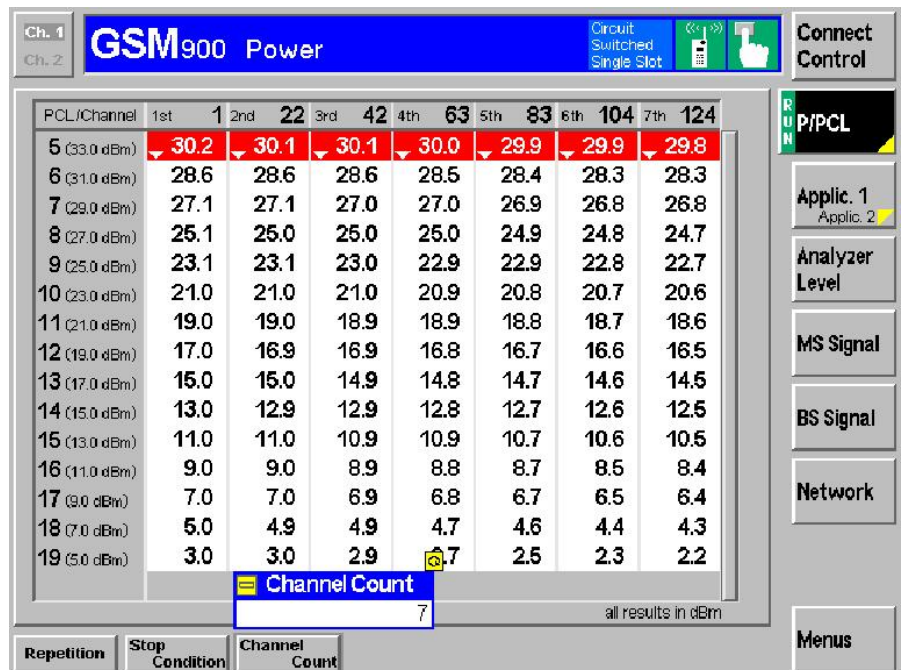 Ch. 1
Ch. 2
GSM900 Power
Circuit Switched Single Slot
Connect Control
PCL/Channel 1st 1 2nd 22 3rd 42 4th 63 5th 83 6th 104 7th 124
5 (33.0 dBm) 30.2 30.1 30.1 30.0 29.9 29.9 29.8
6 (31.0 dBm) 28.6 28.6 28.6 28.5 28.4 28.3 28.3
7 (29.0 dBm) 27.1 27.1 27.0 27.0 26.9 26.8 26.8
8 (27.0 dBm) 25.1 25.0 25.0 25.0 24.9 24.8 24.7
9 (25.0 dBm) 23.1 23.1 23.0 22.9 22.9 22.8 22.7
10 (23.0 dBm) 21.0 21.0 21.0 20.9 20.8 20.7 20.6
11 (21.0 dBm) 19.0 19.0 18.9 18.9 18.8 18.7 18.6
12 (19.0 dBm) 17.0 16.9 16.9 16.8 16.7 16.6 16.5
13 (17.0 dBm) 15.0 15.0 14.9 14.8 14.7 14.6 14.5
14 (15.0 dBm) 13.0 12.9 12.9 12.8 12.7 12.6 12.5
15 (13.0 dBm) 11.0 11.0 10.9 10.9 10.7 10.6 10.5
16 (11.0 dBm) 9.0 9.0 8.9 8.8 8.7 8.5 8.4
17 (9.0 dBm) 7.0 7.0 6.9 6.8 6.7 6.5 6.4
18 (7.0 dBm) 5.0 4.9 4.9 4.7 4.6 4.4 4.3
19 (5.0 dBm) 3.0 3.0 2.9 .7 2.5 2.3 2.2
Channel Count
7
all results in dBm
RUN P/PCL
Applic. 1
Applic. 2
Analyzer
Level
MS Signal
BS Signal
Network
Menus
Repetition
Stop
Condition
Channel
Count